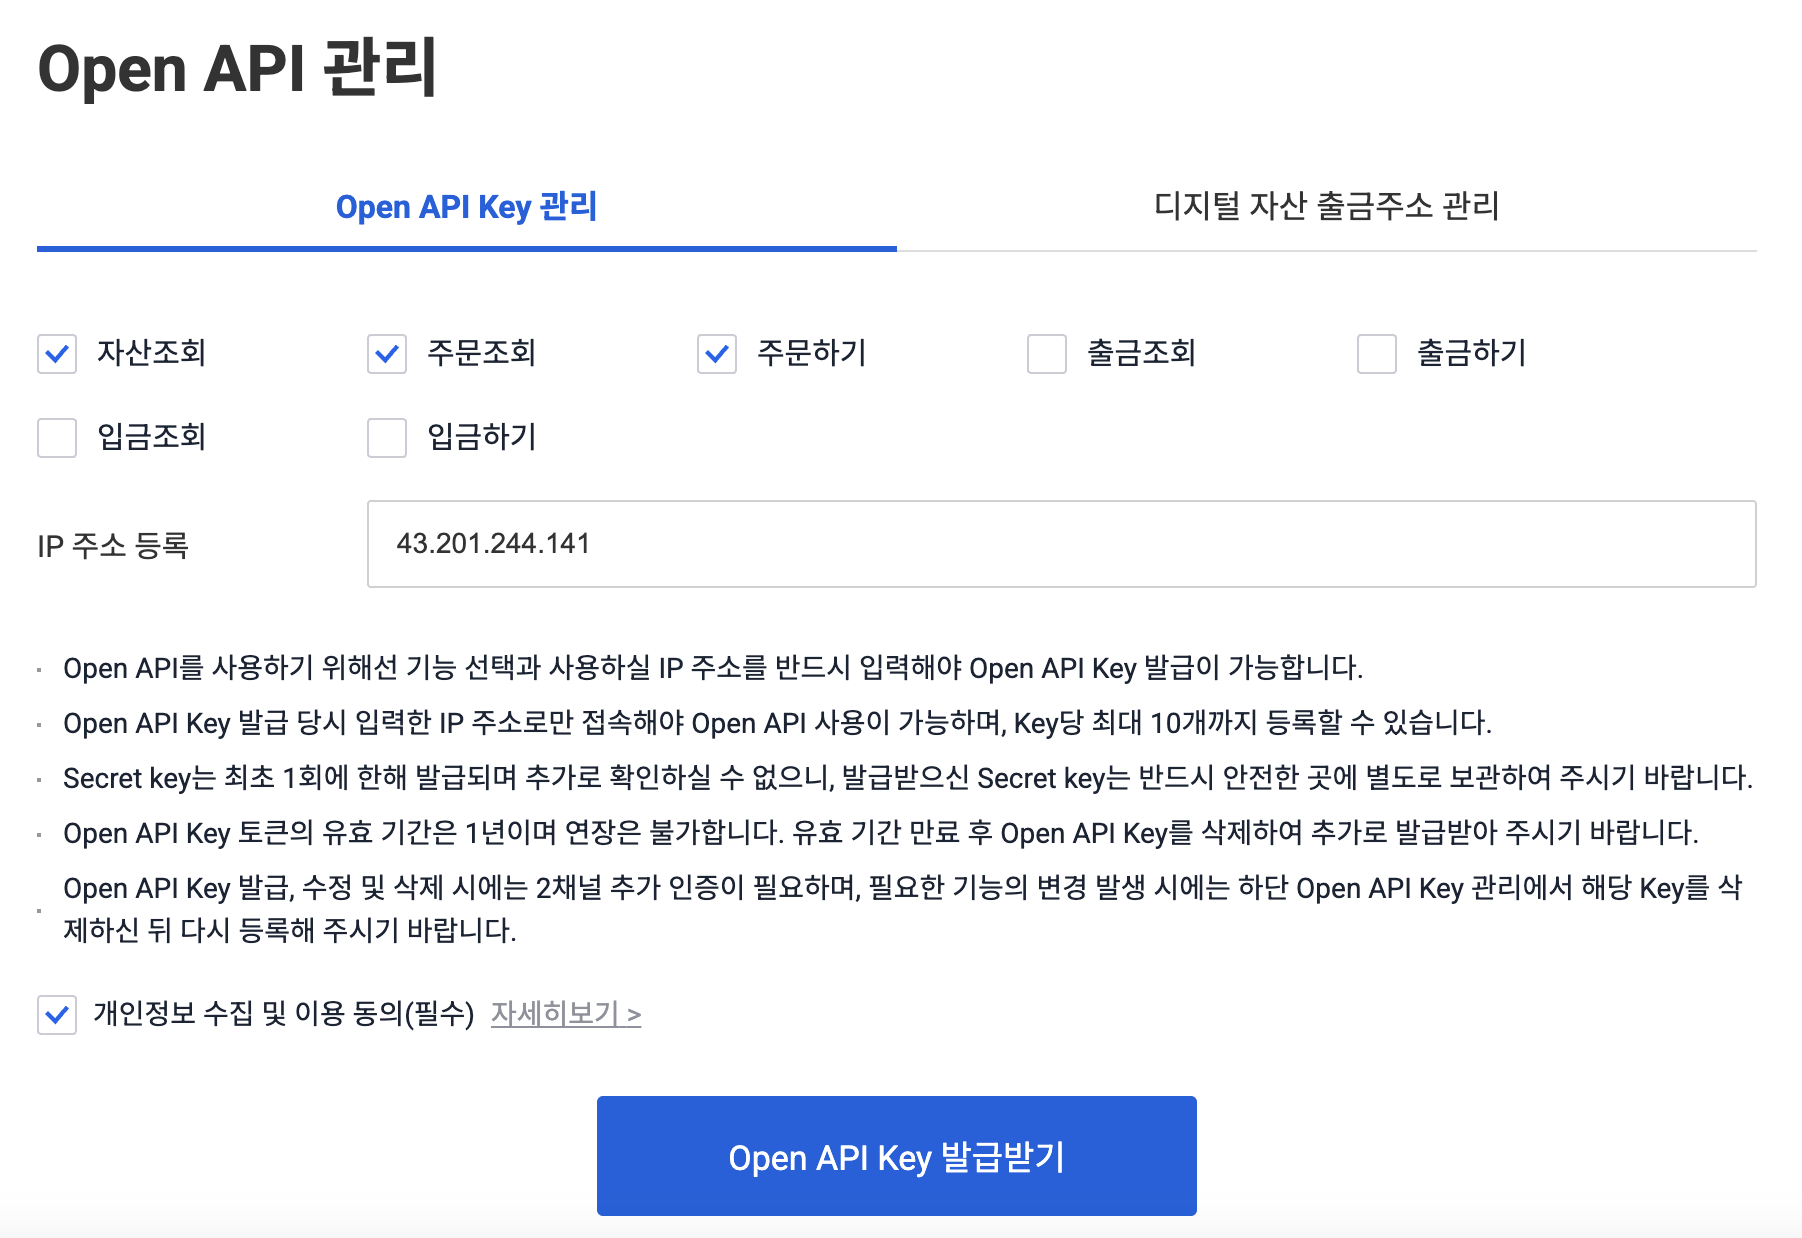 Open API 관리
Open API Key 관리
디지털 자산 출금주소 관리
자산조회
주문조회
주문하기
출금조회
출금하기
입금조회
입금하기
IP 주소 등록
43.201.244.141
· Open API를 사용하기 위해선 기능 선택과 사용하실 IP 주소를 반드시 입력해야 Open API Key 발급이 가능합니다.
· Open API Key 발급 당시 입력한 IP 주소로만 접속해야 Open API 사용이 가능하며, Key당 최대 10개까지 등록할 수 있습니다.
· Secret key는 최초 1회에 한해 발급되며 추가로 확인하실 수 없으니, 발급받으신 Secret key는 반드시 안전한 곳에 별도로 보관하여 주시기 바랍니다.
· Open API Key 토큰의 유효 기간은 1년이며 연장은 불가합니다. 유효 기간 만료 후 Open API Key를 삭제하여 추가로 발급받아 주시기 바랍니다.
· Open API Key 발급, 수정 및 삭제 시에는 2채널 추가 인증이 필요하며, 필요한 기능의 변경 발생 시에는 하단 Open API Key 관리에서 해당 Key를 삭
제하신 뒤 다시 등록해 주시기 바랍니다.
개인정보 수집 및 이용 동의(필수) 자세히보기 >
Open API Key 발급받기